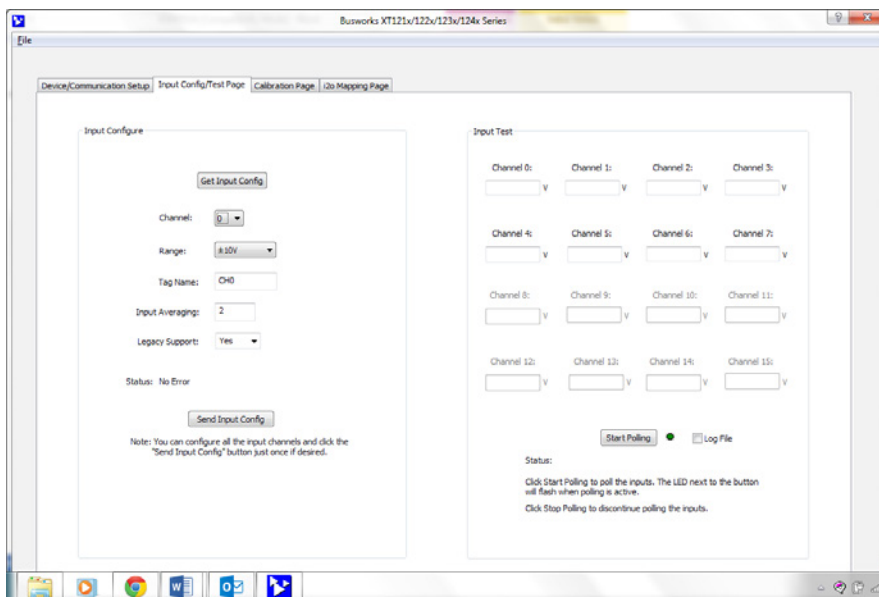 Busworks XT121x/122x/123x/124x Series
File
Device/Communication Setup Input Config/Test Page Calibration Page i2o Mapping Page
Input Configure
Get Input Config
Channel: 0
Range: ±10V
Tag Name: CH0
Input Averaging: 2
Legacy Support: Yes
Status: No Error
Send Input Config
Note: You can configure all the input channels and click the
"Send Input Config" button just once if desired.
Input Test
Channel 0: Channel 1: Channel 2: Channel 3:
V V V V
Channel 4: Channel 5: Channel 6: Channel 7:
V V V V
Channel 8: Channel 9: Channel 10: Channel 11:
V V V V
Channel 12: Channel 13: Channel 14: Channel 15:
V V V V
Start Polling Log File
Status:
Click Start Polling to poll the inputs. The LED next to the button
will flash when polling is active.
Click Stop Polling to discontinue polling the inputs.